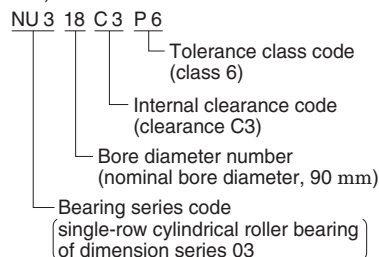 NU 3 18 C 3 P 6
Tolerance class code
(class 6)
Internal clearance code
(clearance C3)
Bore diameter number
(nominal bore diameter, 90 mm)
Bearing series code
single-row cylindrical roller bearing
of dimension series 03